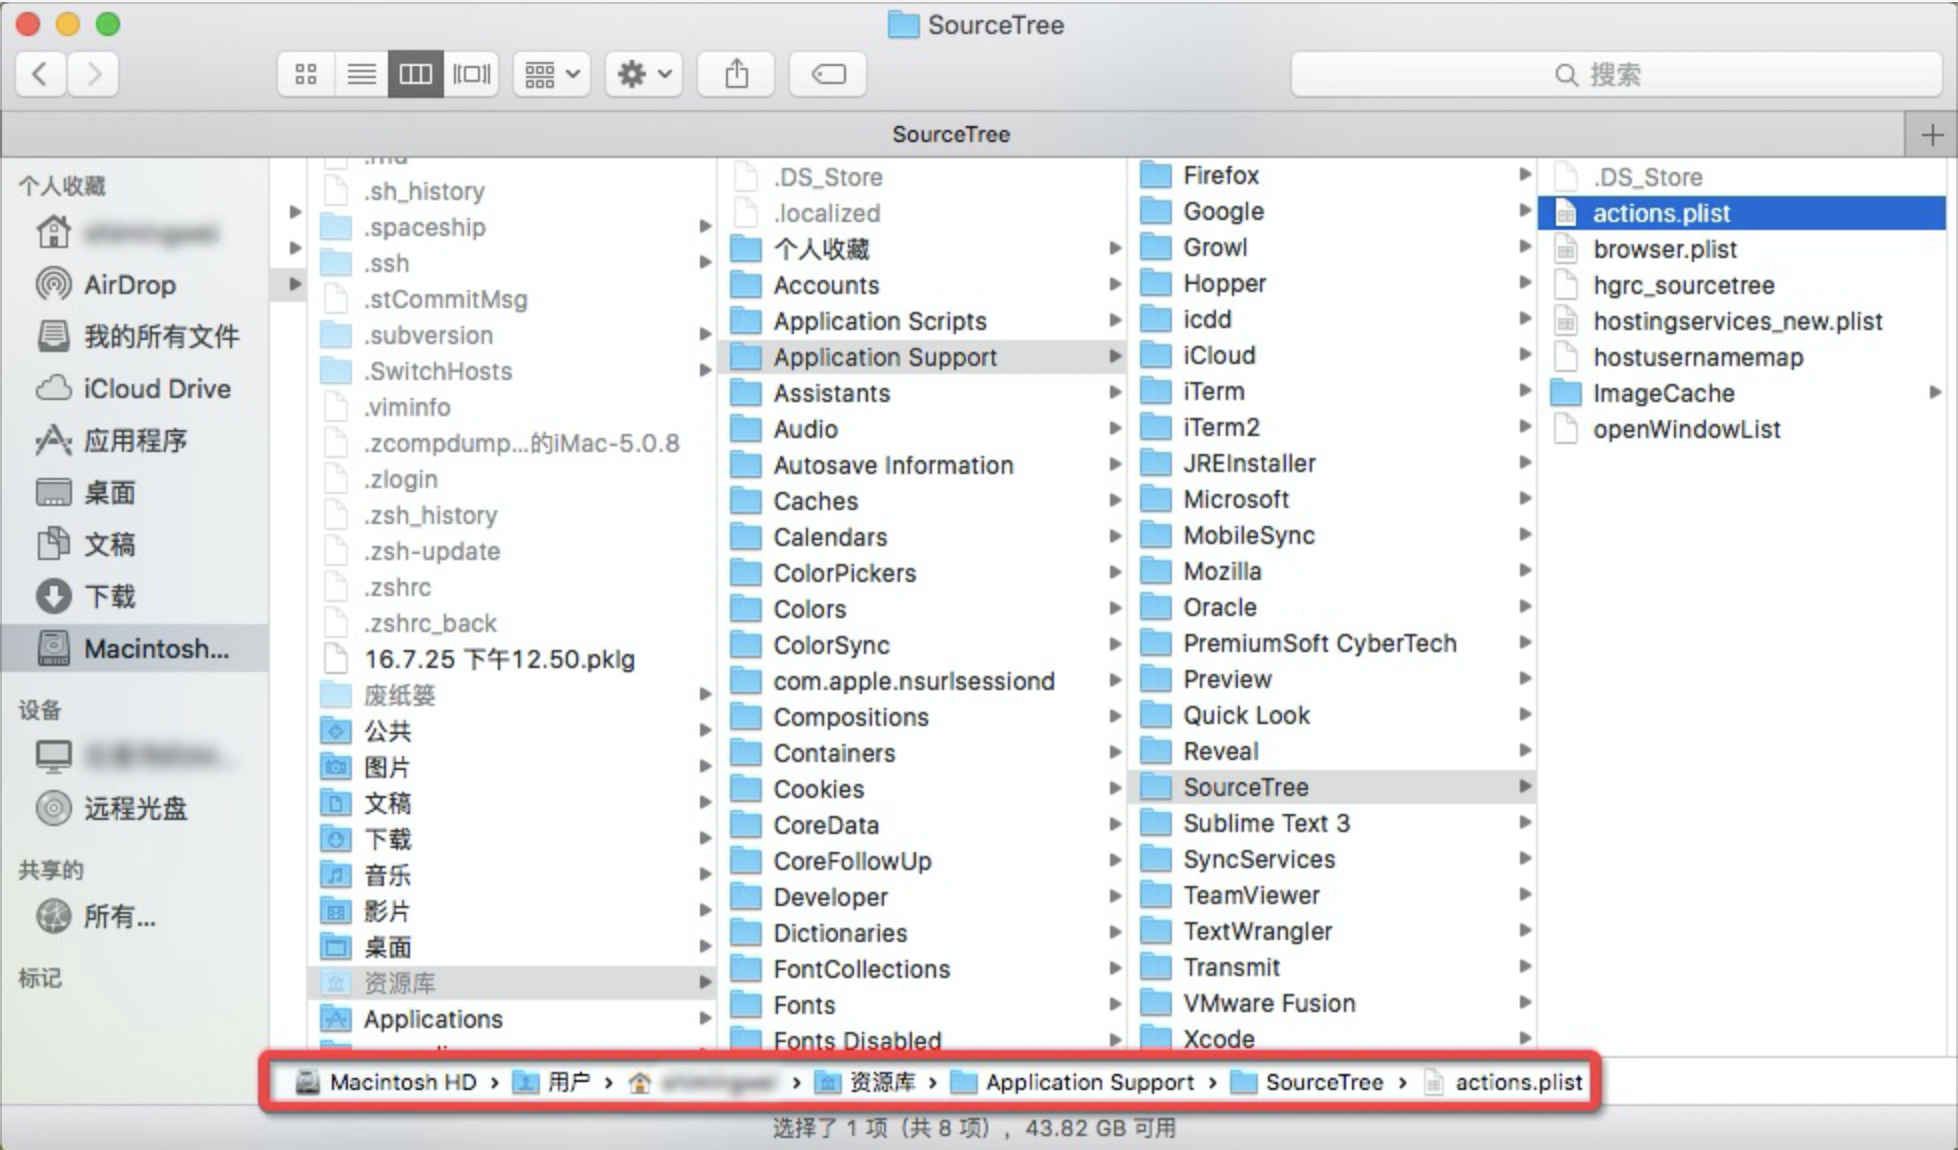 SourceTree
搜索
SourceTree
个人收藏
AirDrop
我的所有文件
iCloud Drive
应用程序
桌面
文稿
下载
Macintosh...
设备
远程光盘
共享的
所有...
标记
.sh_history
.spaceship
.ssh
.stCommitMsg
.subversion
.SwitchHosts
.viminfo
.zcompdump...的iMac-5.0.8
.zlogin
.zsh_history
.zsh-update
.zshrc
.zshrc_back
16.7.25 下午12.50.pklg
废纸篓
公共
图片
文稿
下载
音乐
影片
桌面
资源库
Applications
.DS_Store
.localized
个人收藏
Accounts
Application Scripts
Application Support
Assistants
Audio
Autosave Information
Caches
Calendars
ColorPickers
Colors
ColorSync
com.apple.nsurlsessiond
Compositions
Containers
Cookies
CoreData
CoreFollowUp
Developer
Dictionaries
FontCollections
Fonts
Fonts Disabled
Firefox
Google
Growl
Hopper
icdd
iCloud
iTerm
iTerm2
JREInstaller
Microsoft
MobileSync
Mozilla
Oracle
PremiumSoft CyberTech
Preview
Quick Look
Reveal
SourceTree
Sublime Text 3
SyncServices
TeamViewer
TextWrangler
Transmit
VMware Fusion
Xcode
.DS_Store
actions.plist
browser.plist
hgrc_sourcetree
hostingservices_new.plist
hostusernamemap
ImageCache
openWindowList
Macintosh HD › 用户 › › 资源库 › Application Support › SourceTree › actions.plist
选择了 1 项（共 8 项）, 43.82 GB 可用